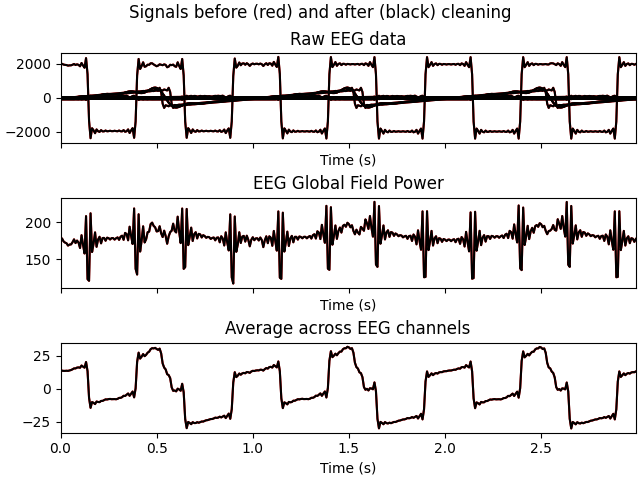 Signals before (red) and after (black) cleaning
Raw EEG data
2000
0
−2000
Time (s)
EEG Global Field Power
200
150
Time (s)
Average across EEG channels
25
0
−25
0.0 0.5 1.0 1.5 2.0 2.5
Time (s)